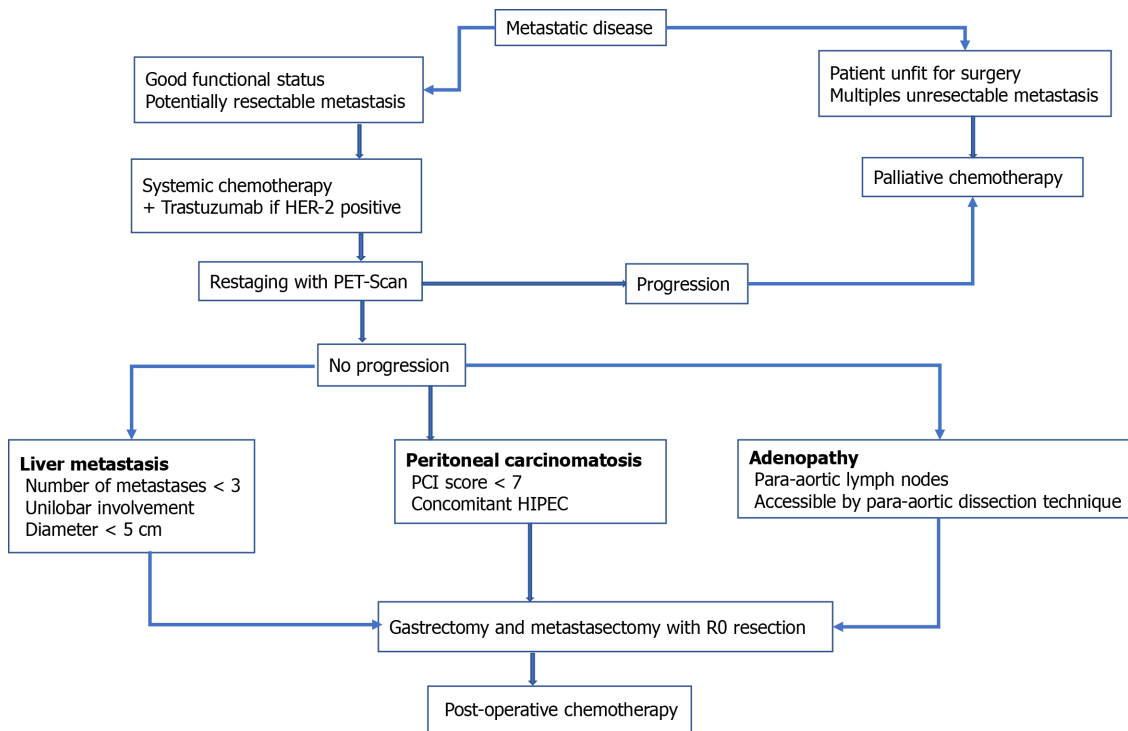 Metastatic disease
Good functional status
Potentially resectable metastasis
Patient unfit for surgery
Multiples unresectable metastasis
Systemic chemotherapy
+ Trastuzumab if HER-2 positive
Palliative chemotherapy
Restaging with PET-Scan
Progression
No progression
Liver metastasis
Number of metastases < 3
Unilobar involvement
Diameter < 5 cm
Peritoneal carcinomatosis
PCI score < 7
Concomitant HIPEC
Adenopathy
Para-aortic lymph nodes
Accessible by para-aortic dissection technique
Gastrectomy and metastasectomy with R0 resection
Post-operative chemotherapy